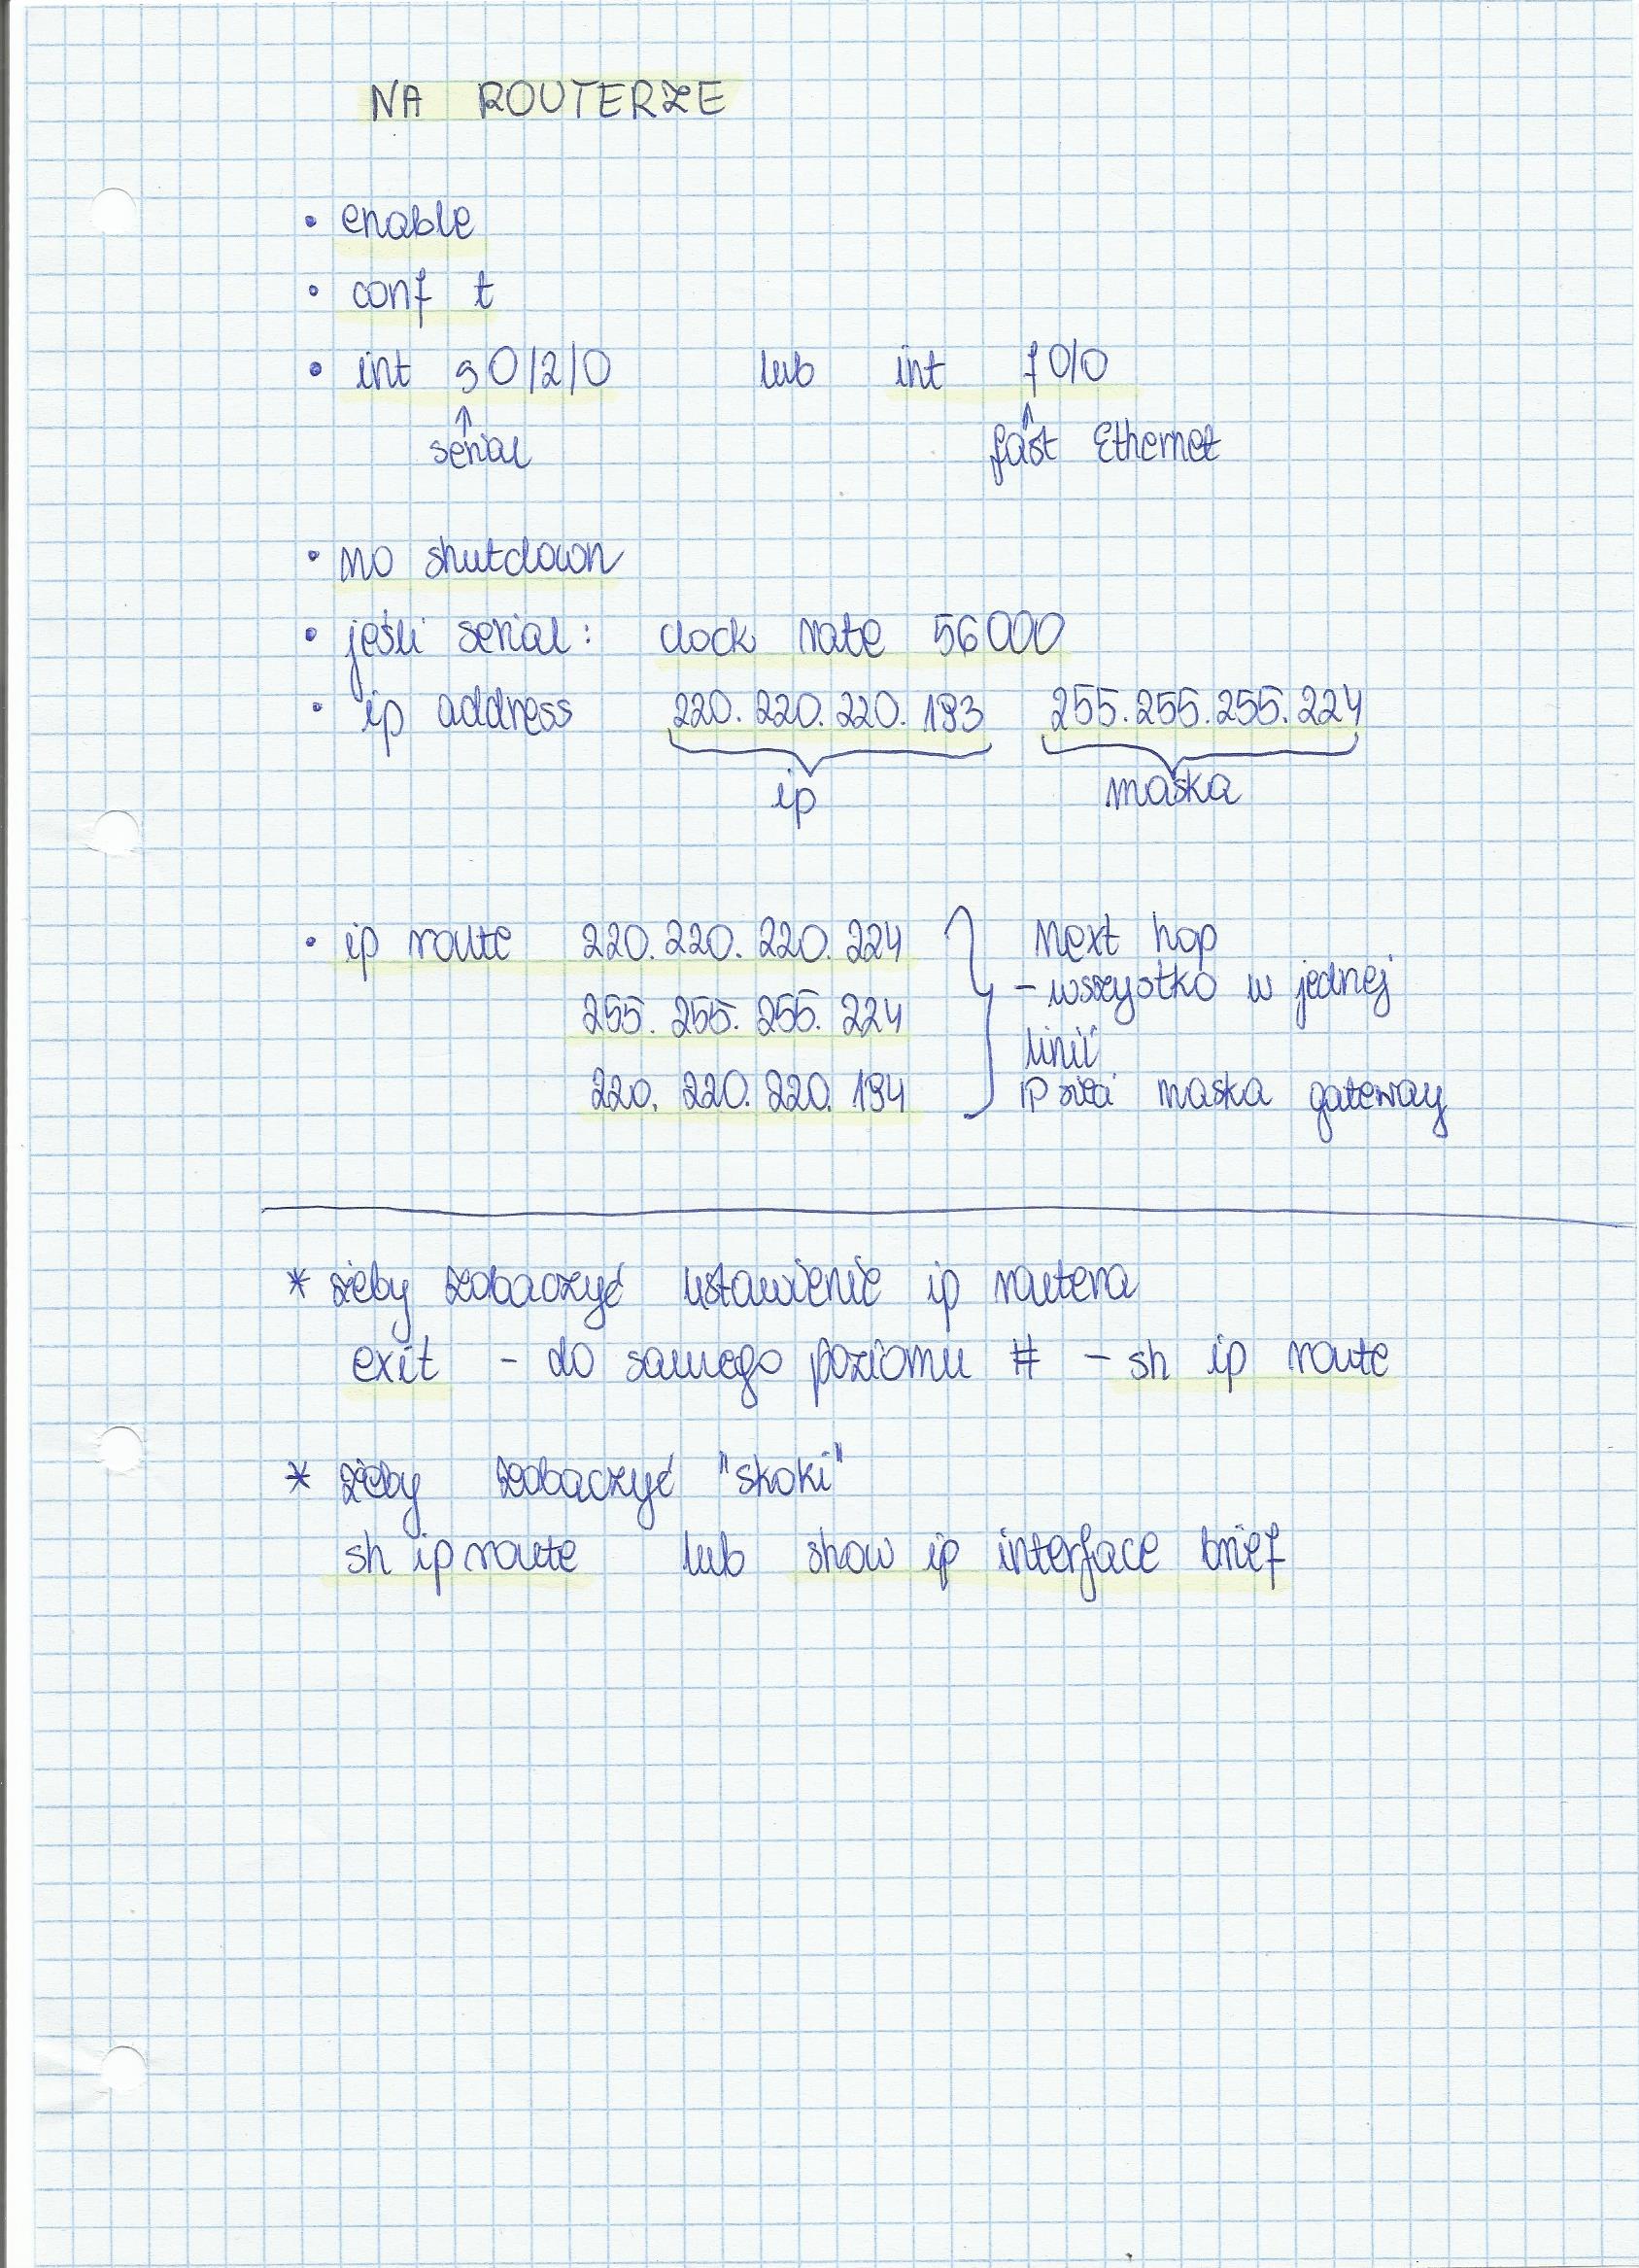 NA ROUTERZE
• enable
• conf t
• int s0/2/0 lub int f0/0
↑ ↑
serial fast Ethernet
• no shutdown
• jeśli serial: clock rate 56000
• ip address 220.220.220.193 255.255.255.224
ip maska
• ip route 220.220.220.224 } Next hop
255.255.255.224 - wszystko w jednej
linii
220.220.220.194 IP sieci maska gateway
* żeby zobaczyć ustawienie ip routera
exit - do samego poziomu # - sh ip route
* żeby zobaczyć "skoki"
sh ip route lub show ip interface brief